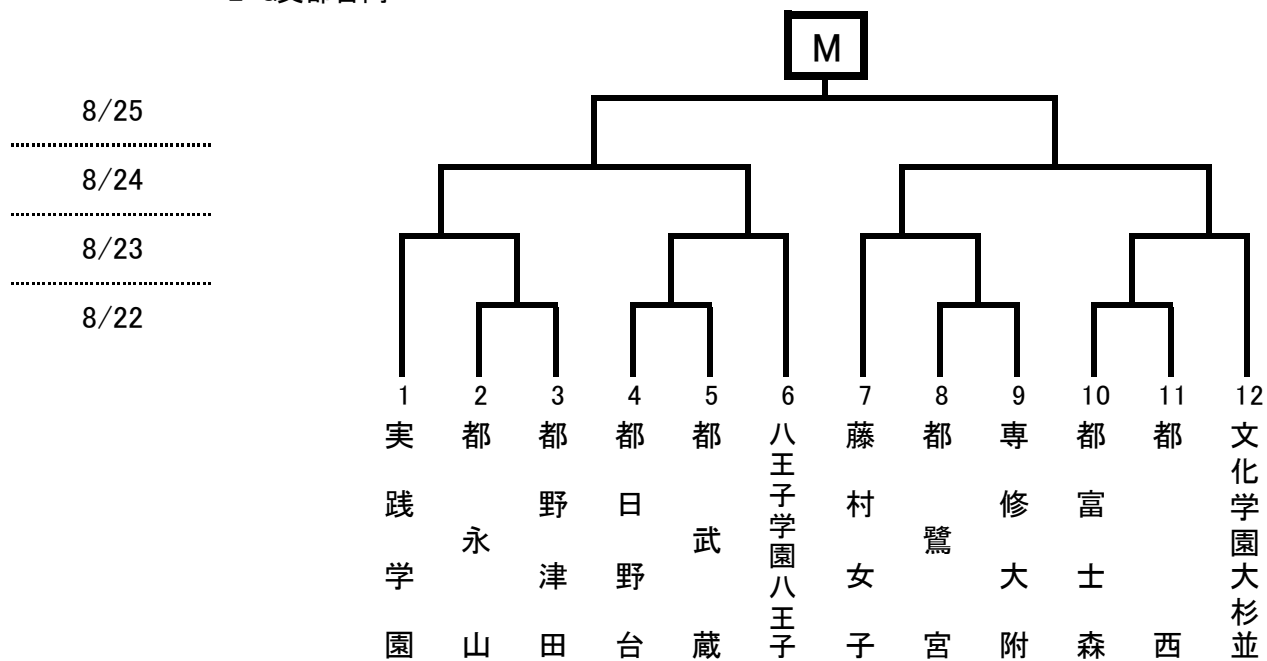 M
8/25
8/24
8/23
8/22
1 2 3 4 5 6 7 8 9 10 11 12
実践学園
都永山
都野津田
都日野台
都武蔵
八王子学園八王子
藤村女子
都鷺宮
専修大附
都富士森
都西
文化学園大杉並